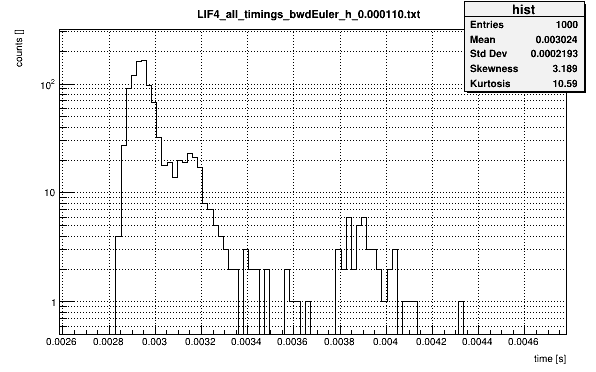 LIF4_all_timings_bwdEuler_h_0.000110.txt
hist
Entries 1000
Mean 0.003024
Std Dev 0.0002193
Skewness 3.189
Kurtosis 10.59
counts []
10²
10
1
0.0026 0.0028 0.003 0.0032 0.0034 0.0036 0.0038 0.004 0.0042 0.0044 0.0046
time [s]